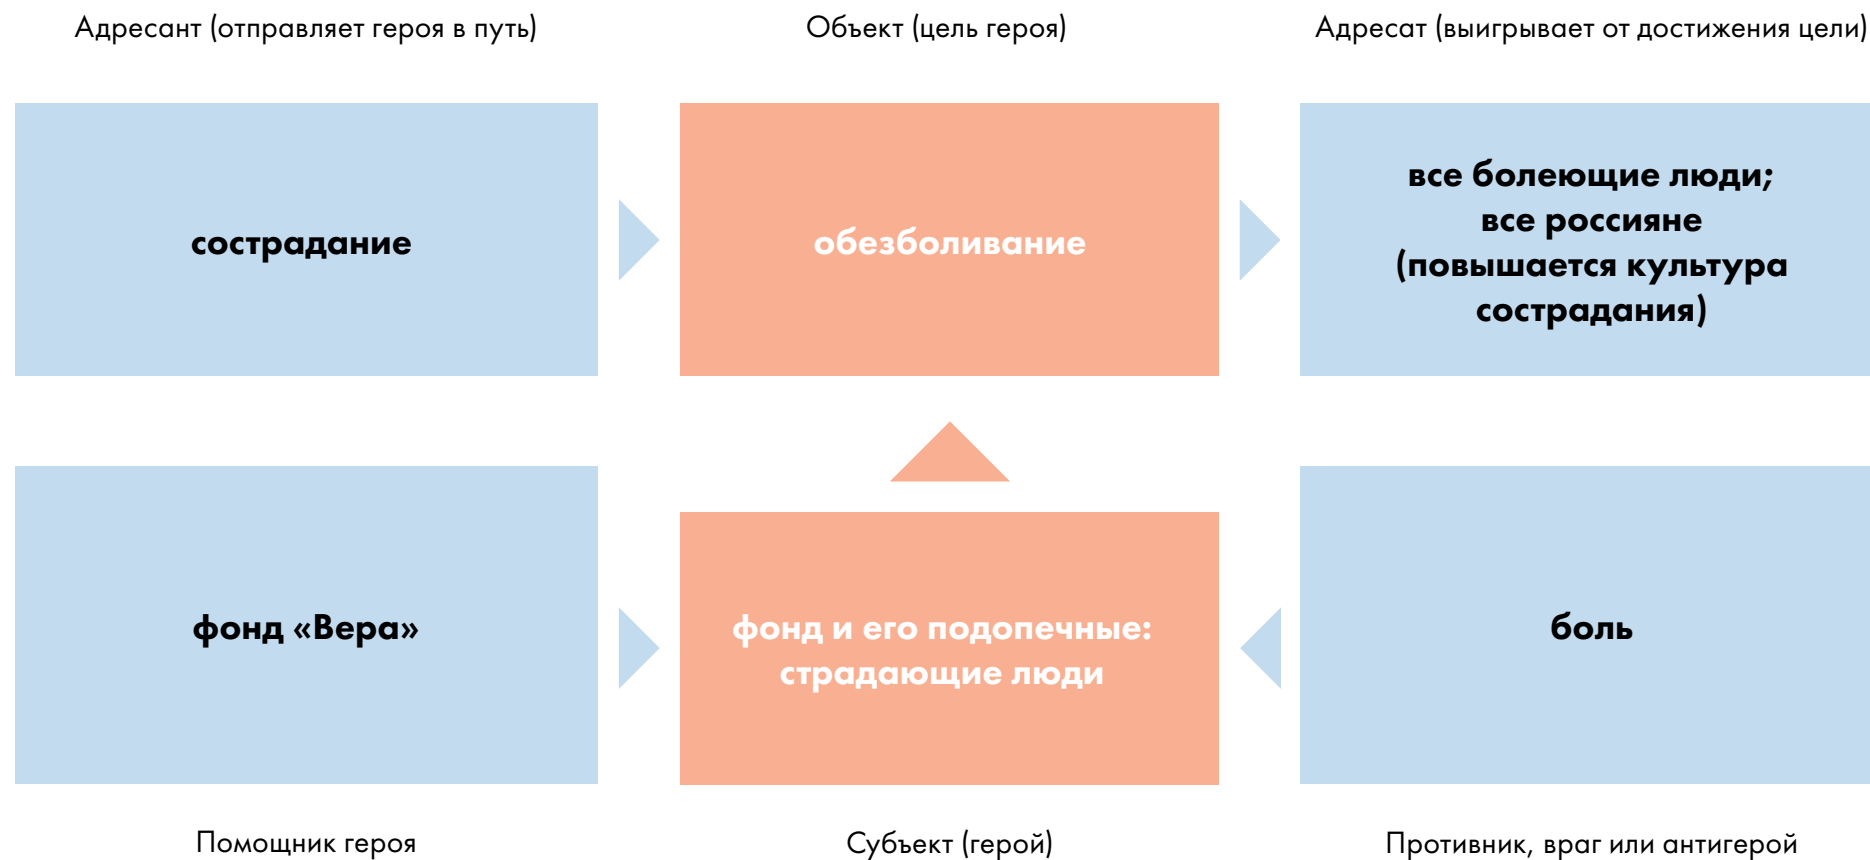 Адресант (отправляет героя в путь)
Объект (цель героя)
Адресат (выигрывает от достижения цели)
сострадание
обезболивание
все болеющие люди;
все россияне
(повышается культура
сострадания)
фонд «Вера»
фонд и его подопечные:
страдающие люди
боль
Помощник героя
Субъект (герой)
Противник, враг или антигерой